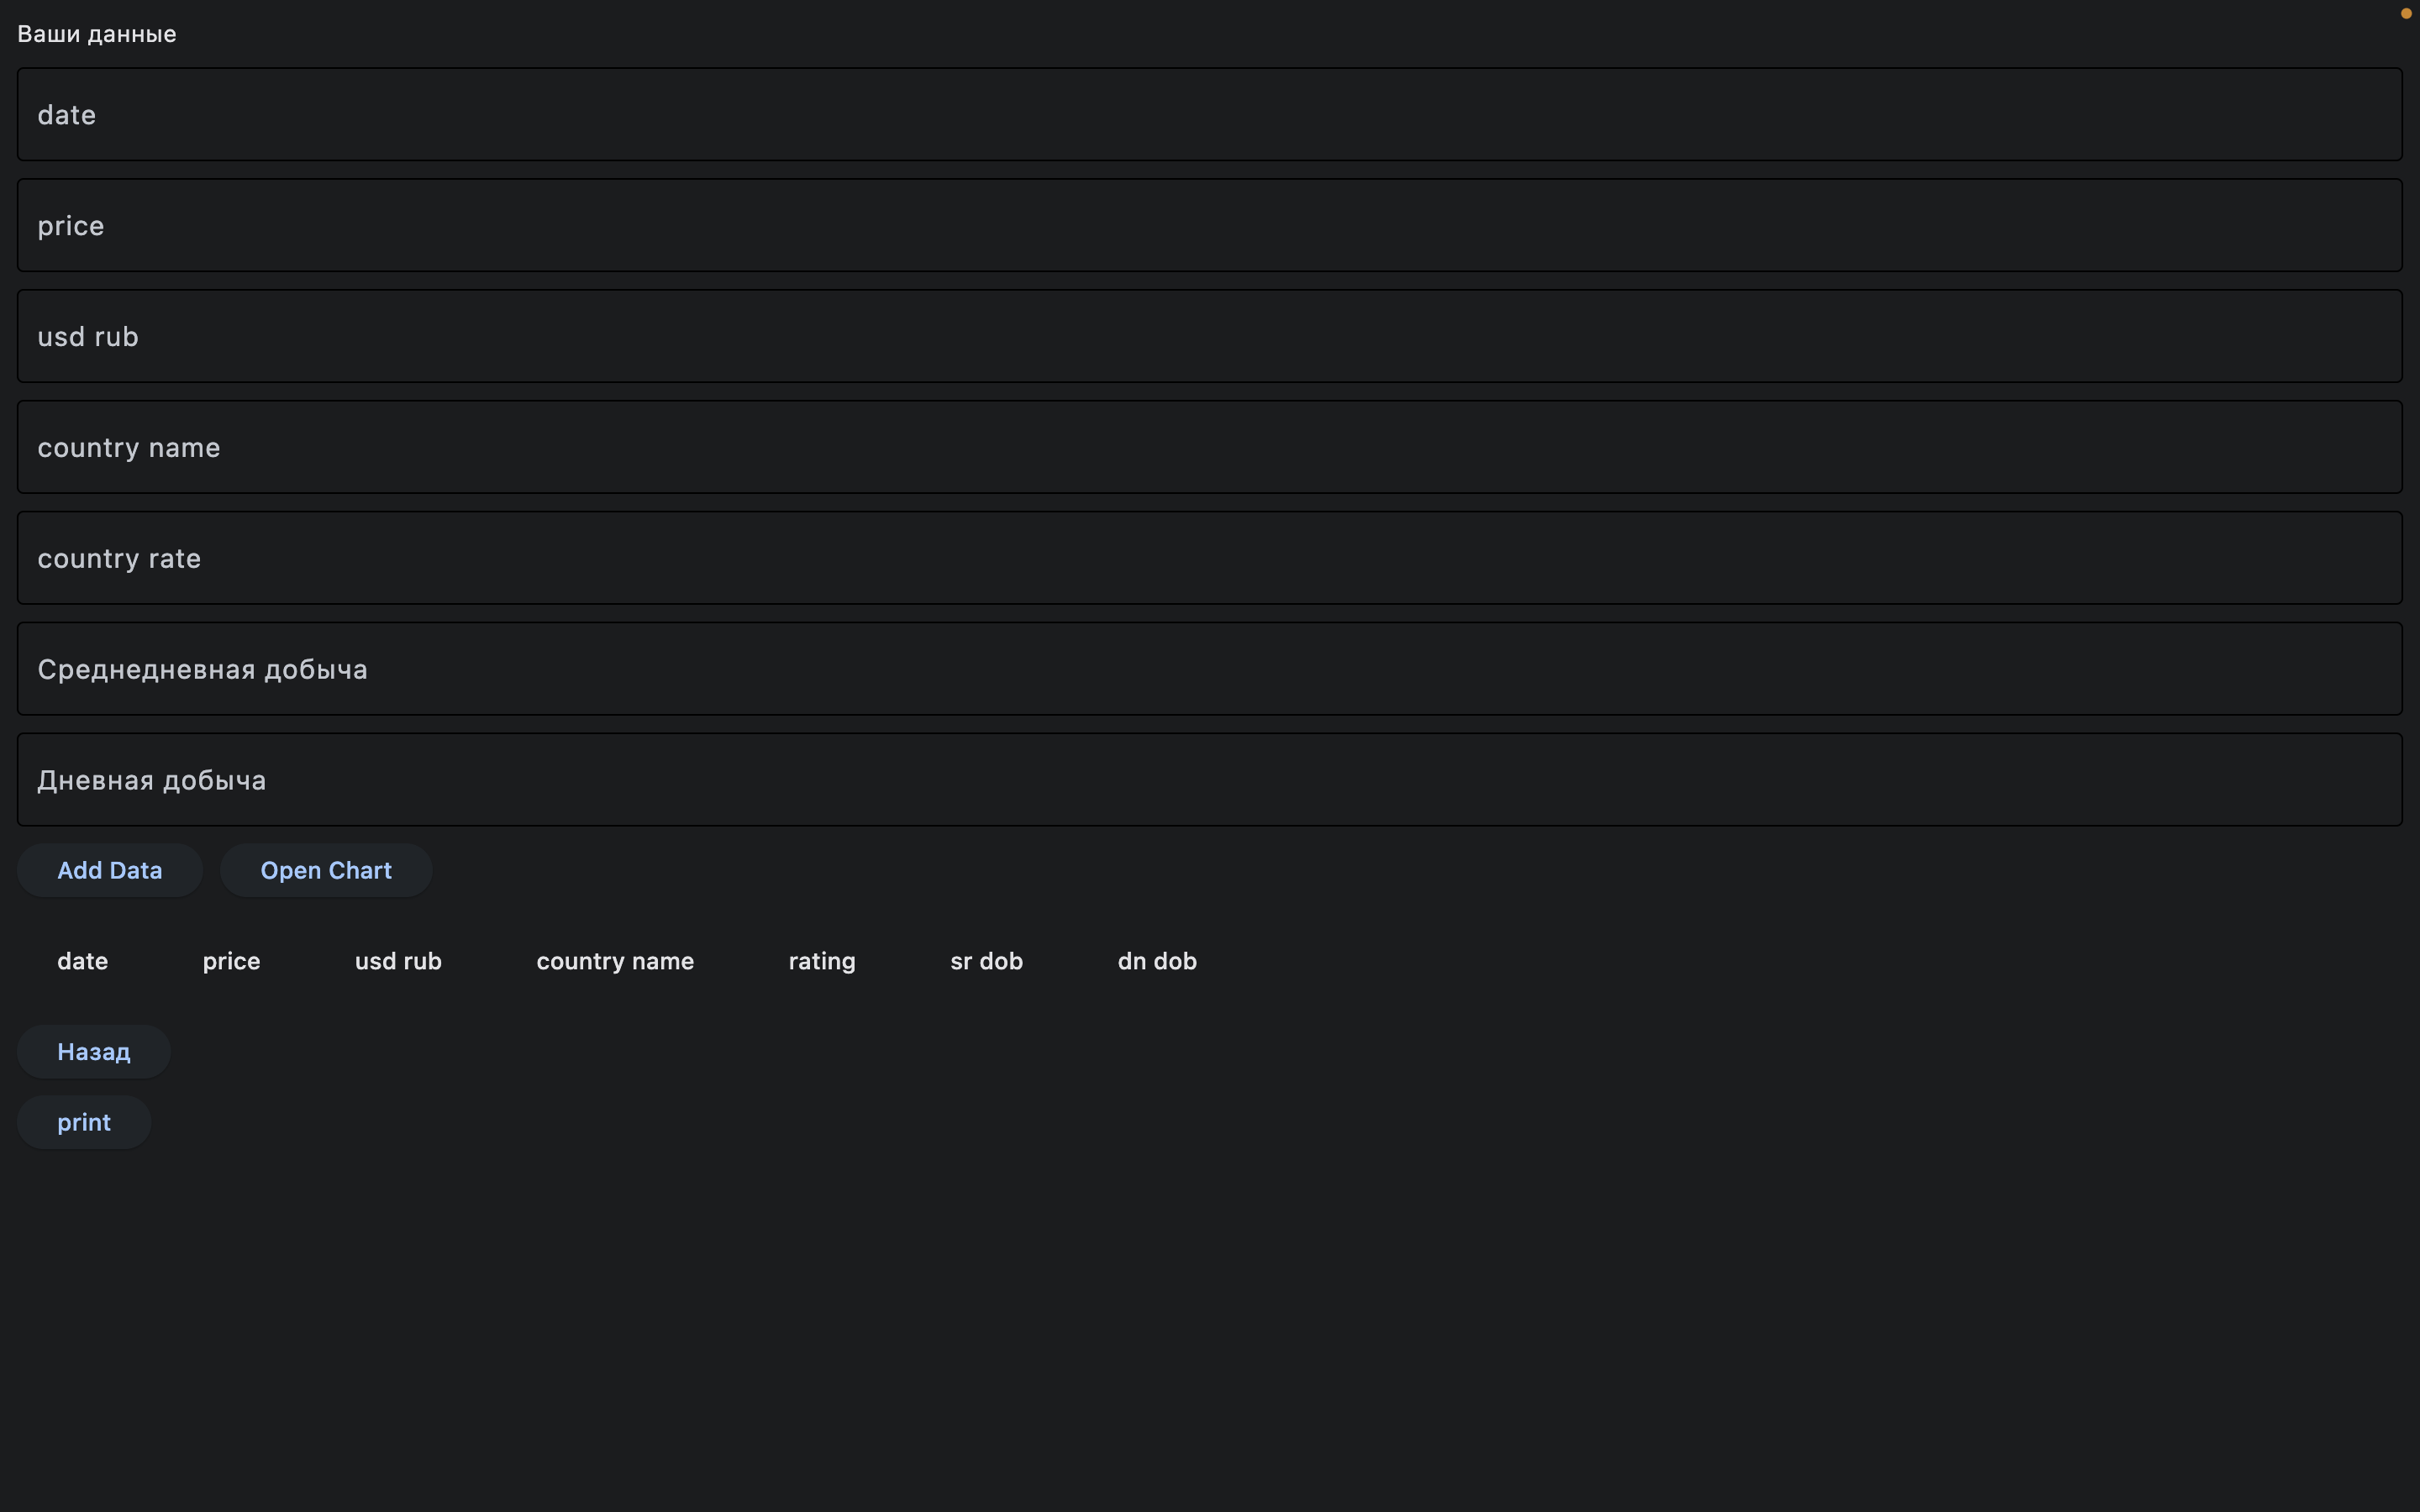 Ваши данные
date
price
usd rub
country name
country rate
Среднедневная добыча
Дневная добыча
Add Data Open Chart
date price usd rub country name rating sr dob dn dob
Назад
print